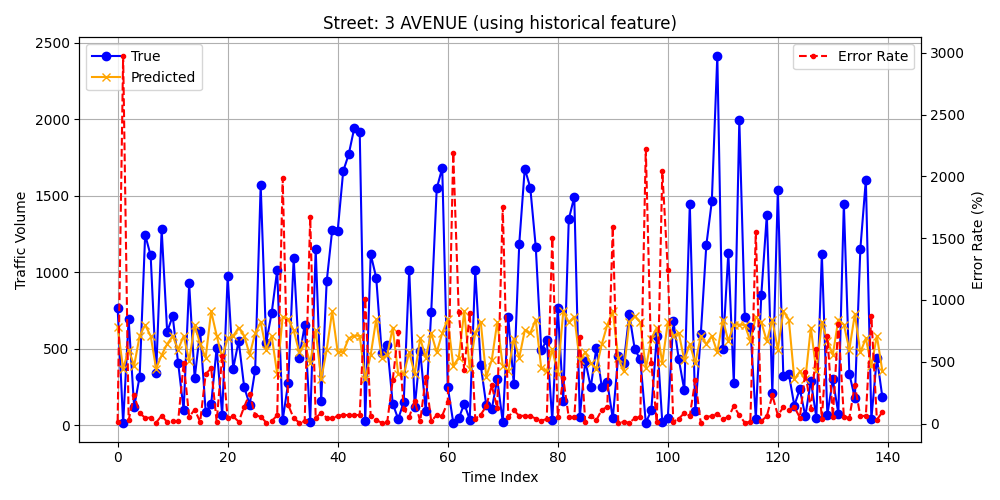 Street: 3 AVENUE (using historical feature)
True
Predicted
Error Rate
Traffic Volume
2500
2000
1500
1000
500
0
3000
2500
2000
1500
1000
500
0
Error Rate (%)
0 20 40 60 80 100 120 140
Time Index